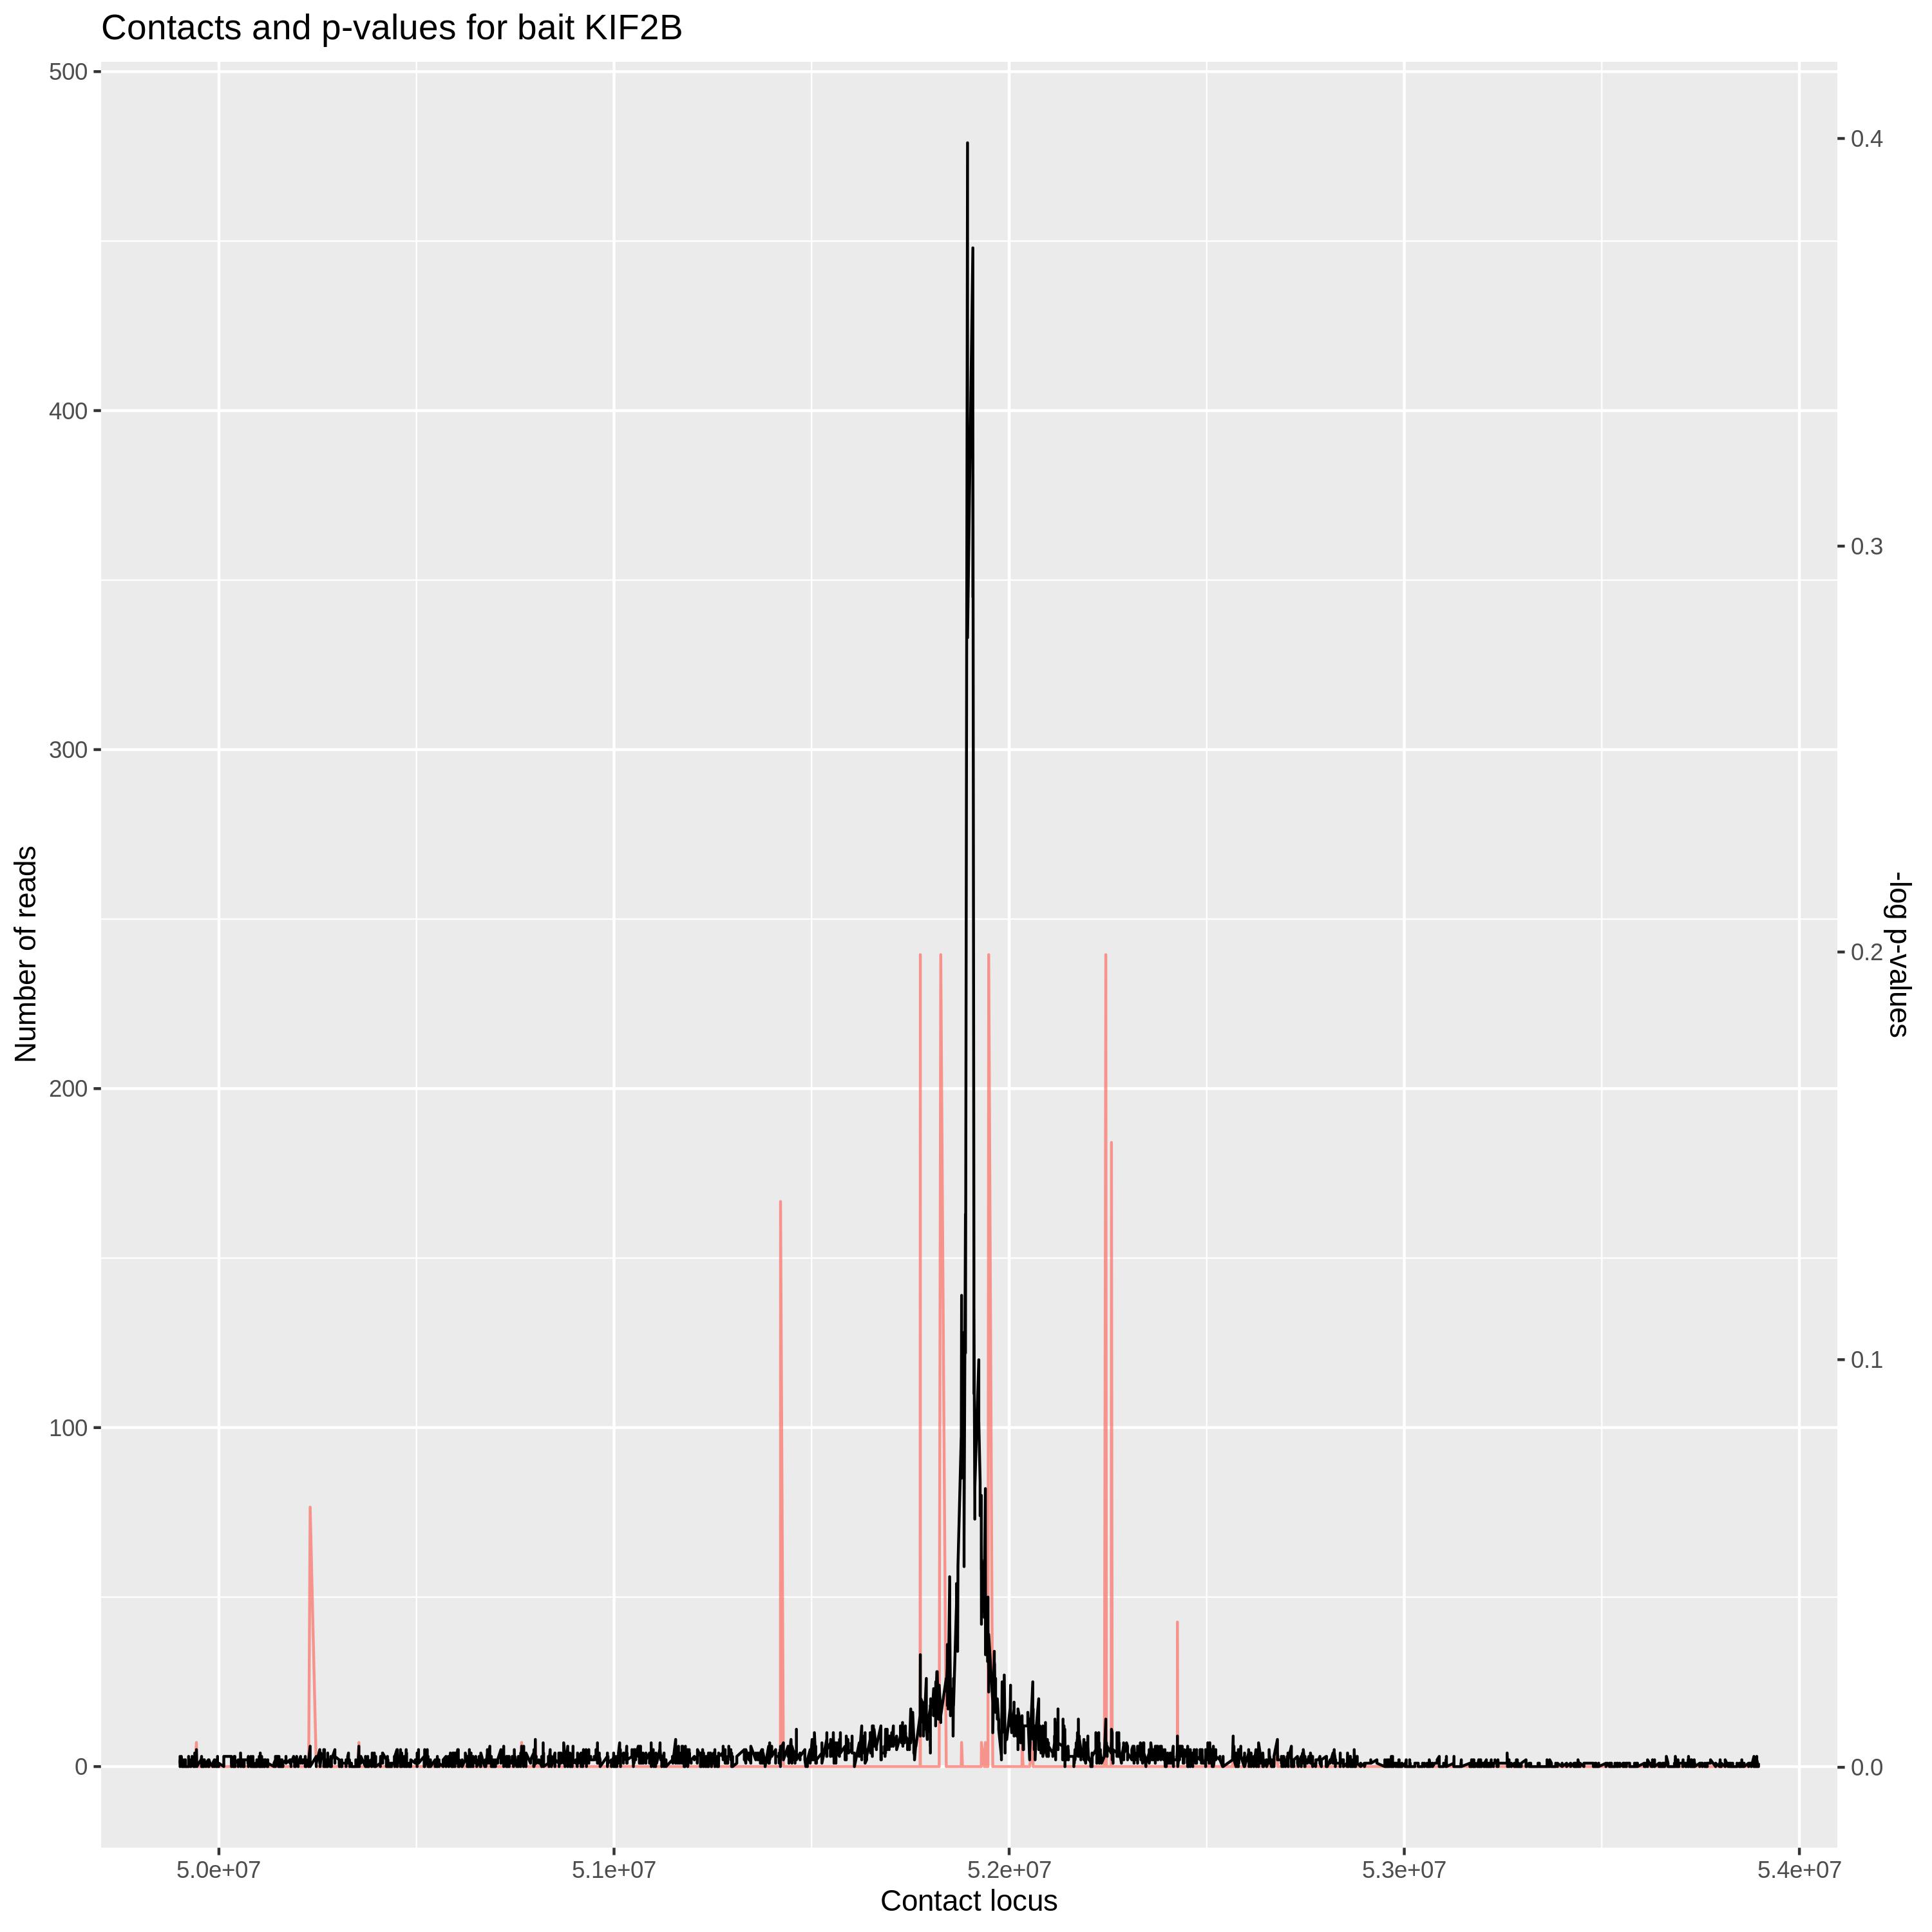 Contacts and p-values for bait KIF2B
Number of reads
500
400
300
200
100
0
0.4
0.3
0.2
0.1
0.0
-log p-values
5.0e+07
5.1e+07
5.2e+07
5.3e+07
5.4e+07
Contact locus